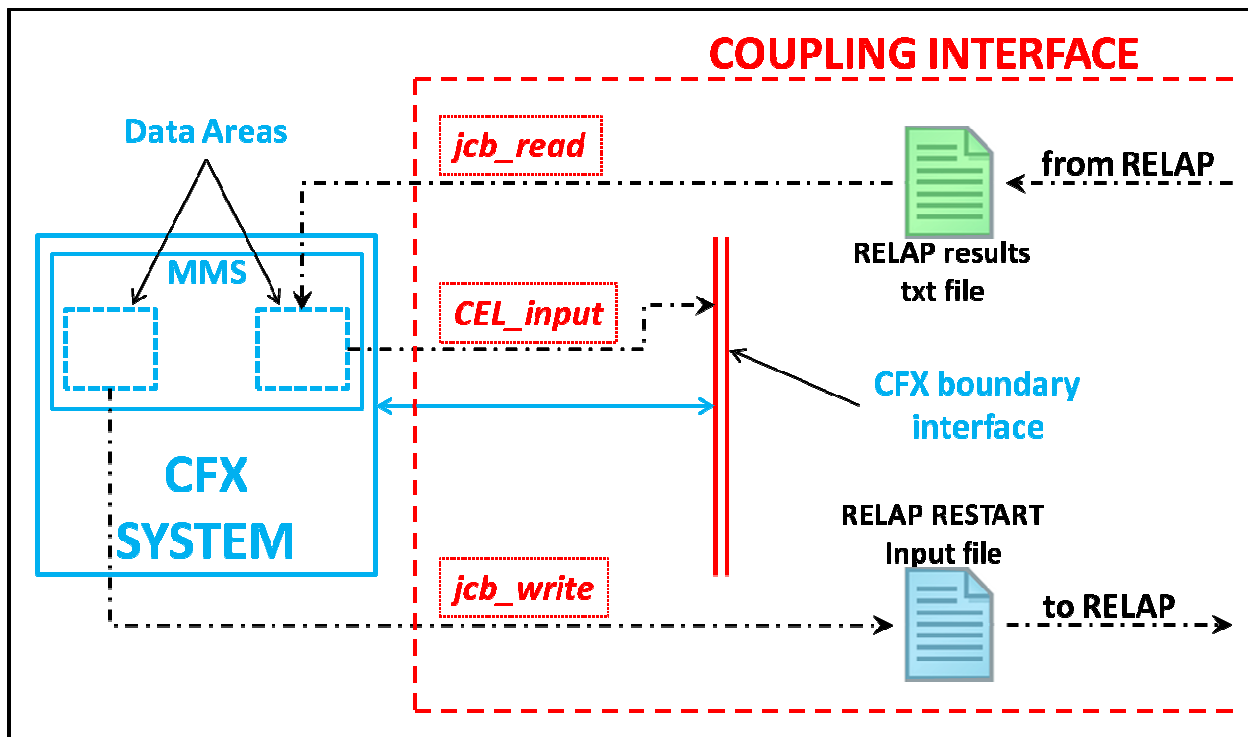 COUPLING INTERFACE
Data Areas
jcb_read
from RELAP
RELAP results
txt file
MMS
CEL_input
CFX boundary
interface
CFX
SYSTEM
RELAP RESTART
Input file
jcb_write
to RELAP